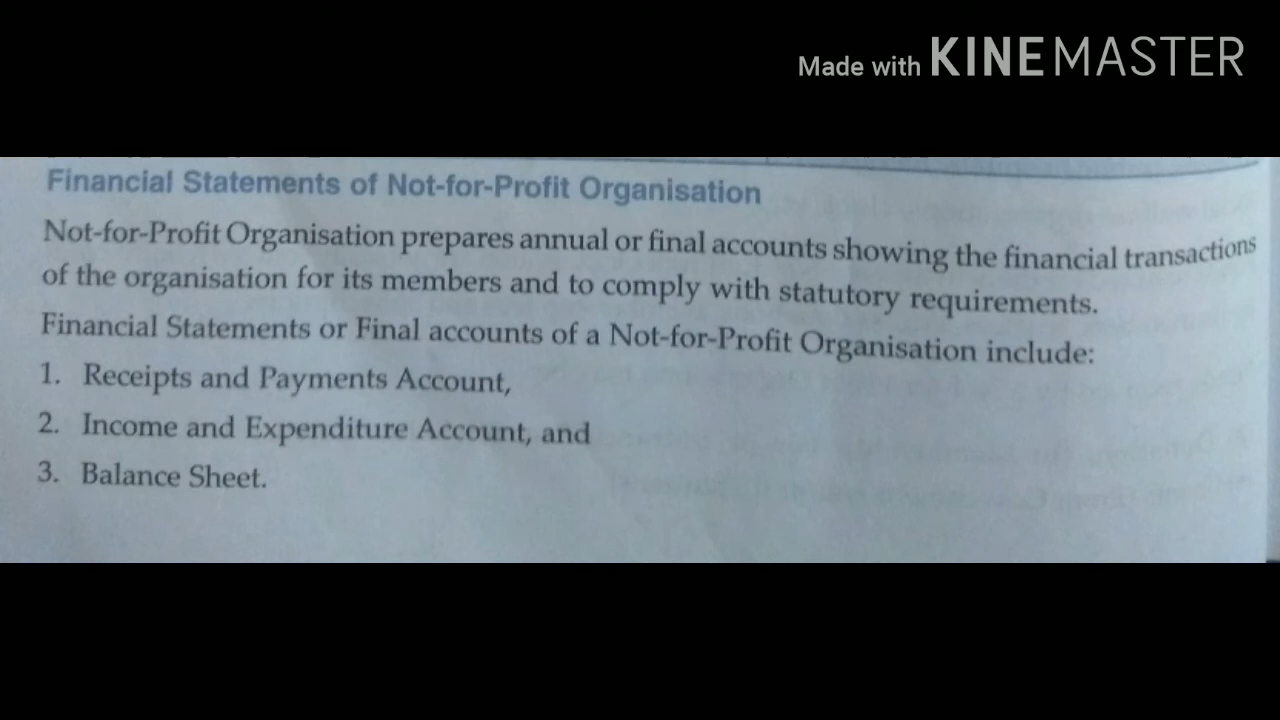 Made with KINEMASTER
Financial Statements of Not-for-Profit Organisation
Not-for-Profit Organisation prepares annual or final accounts showing the financial transactions
of the organisation for its members and to comply with statutory requirements.
Financial Statements or Final accounts of a Not-for-Profit Organisation include:
1. Receipts and Payments Account,
2. Income and Expenditure Account, and
3. Balance Sheet.